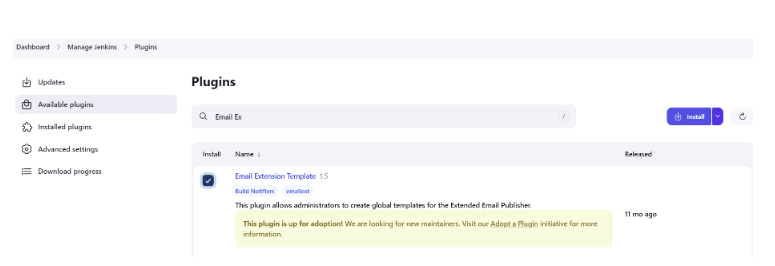 Dashboard > Manage Jenkins > Plugins
Updates
Available plugins
Installed plugins
Advanced settings
Download progress
Plugins
Email Ex
/
Install
Install Name ↓ Released
Email Extension Template 1.5
Build Notifiers emailext
This plugin allows administrators to create global templates for the Extended Email Publisher.
This plugin is up for adoption! We are looking for new maintainers. Visit our Adopt a Plugin initiative for more
information.
11 mo ago